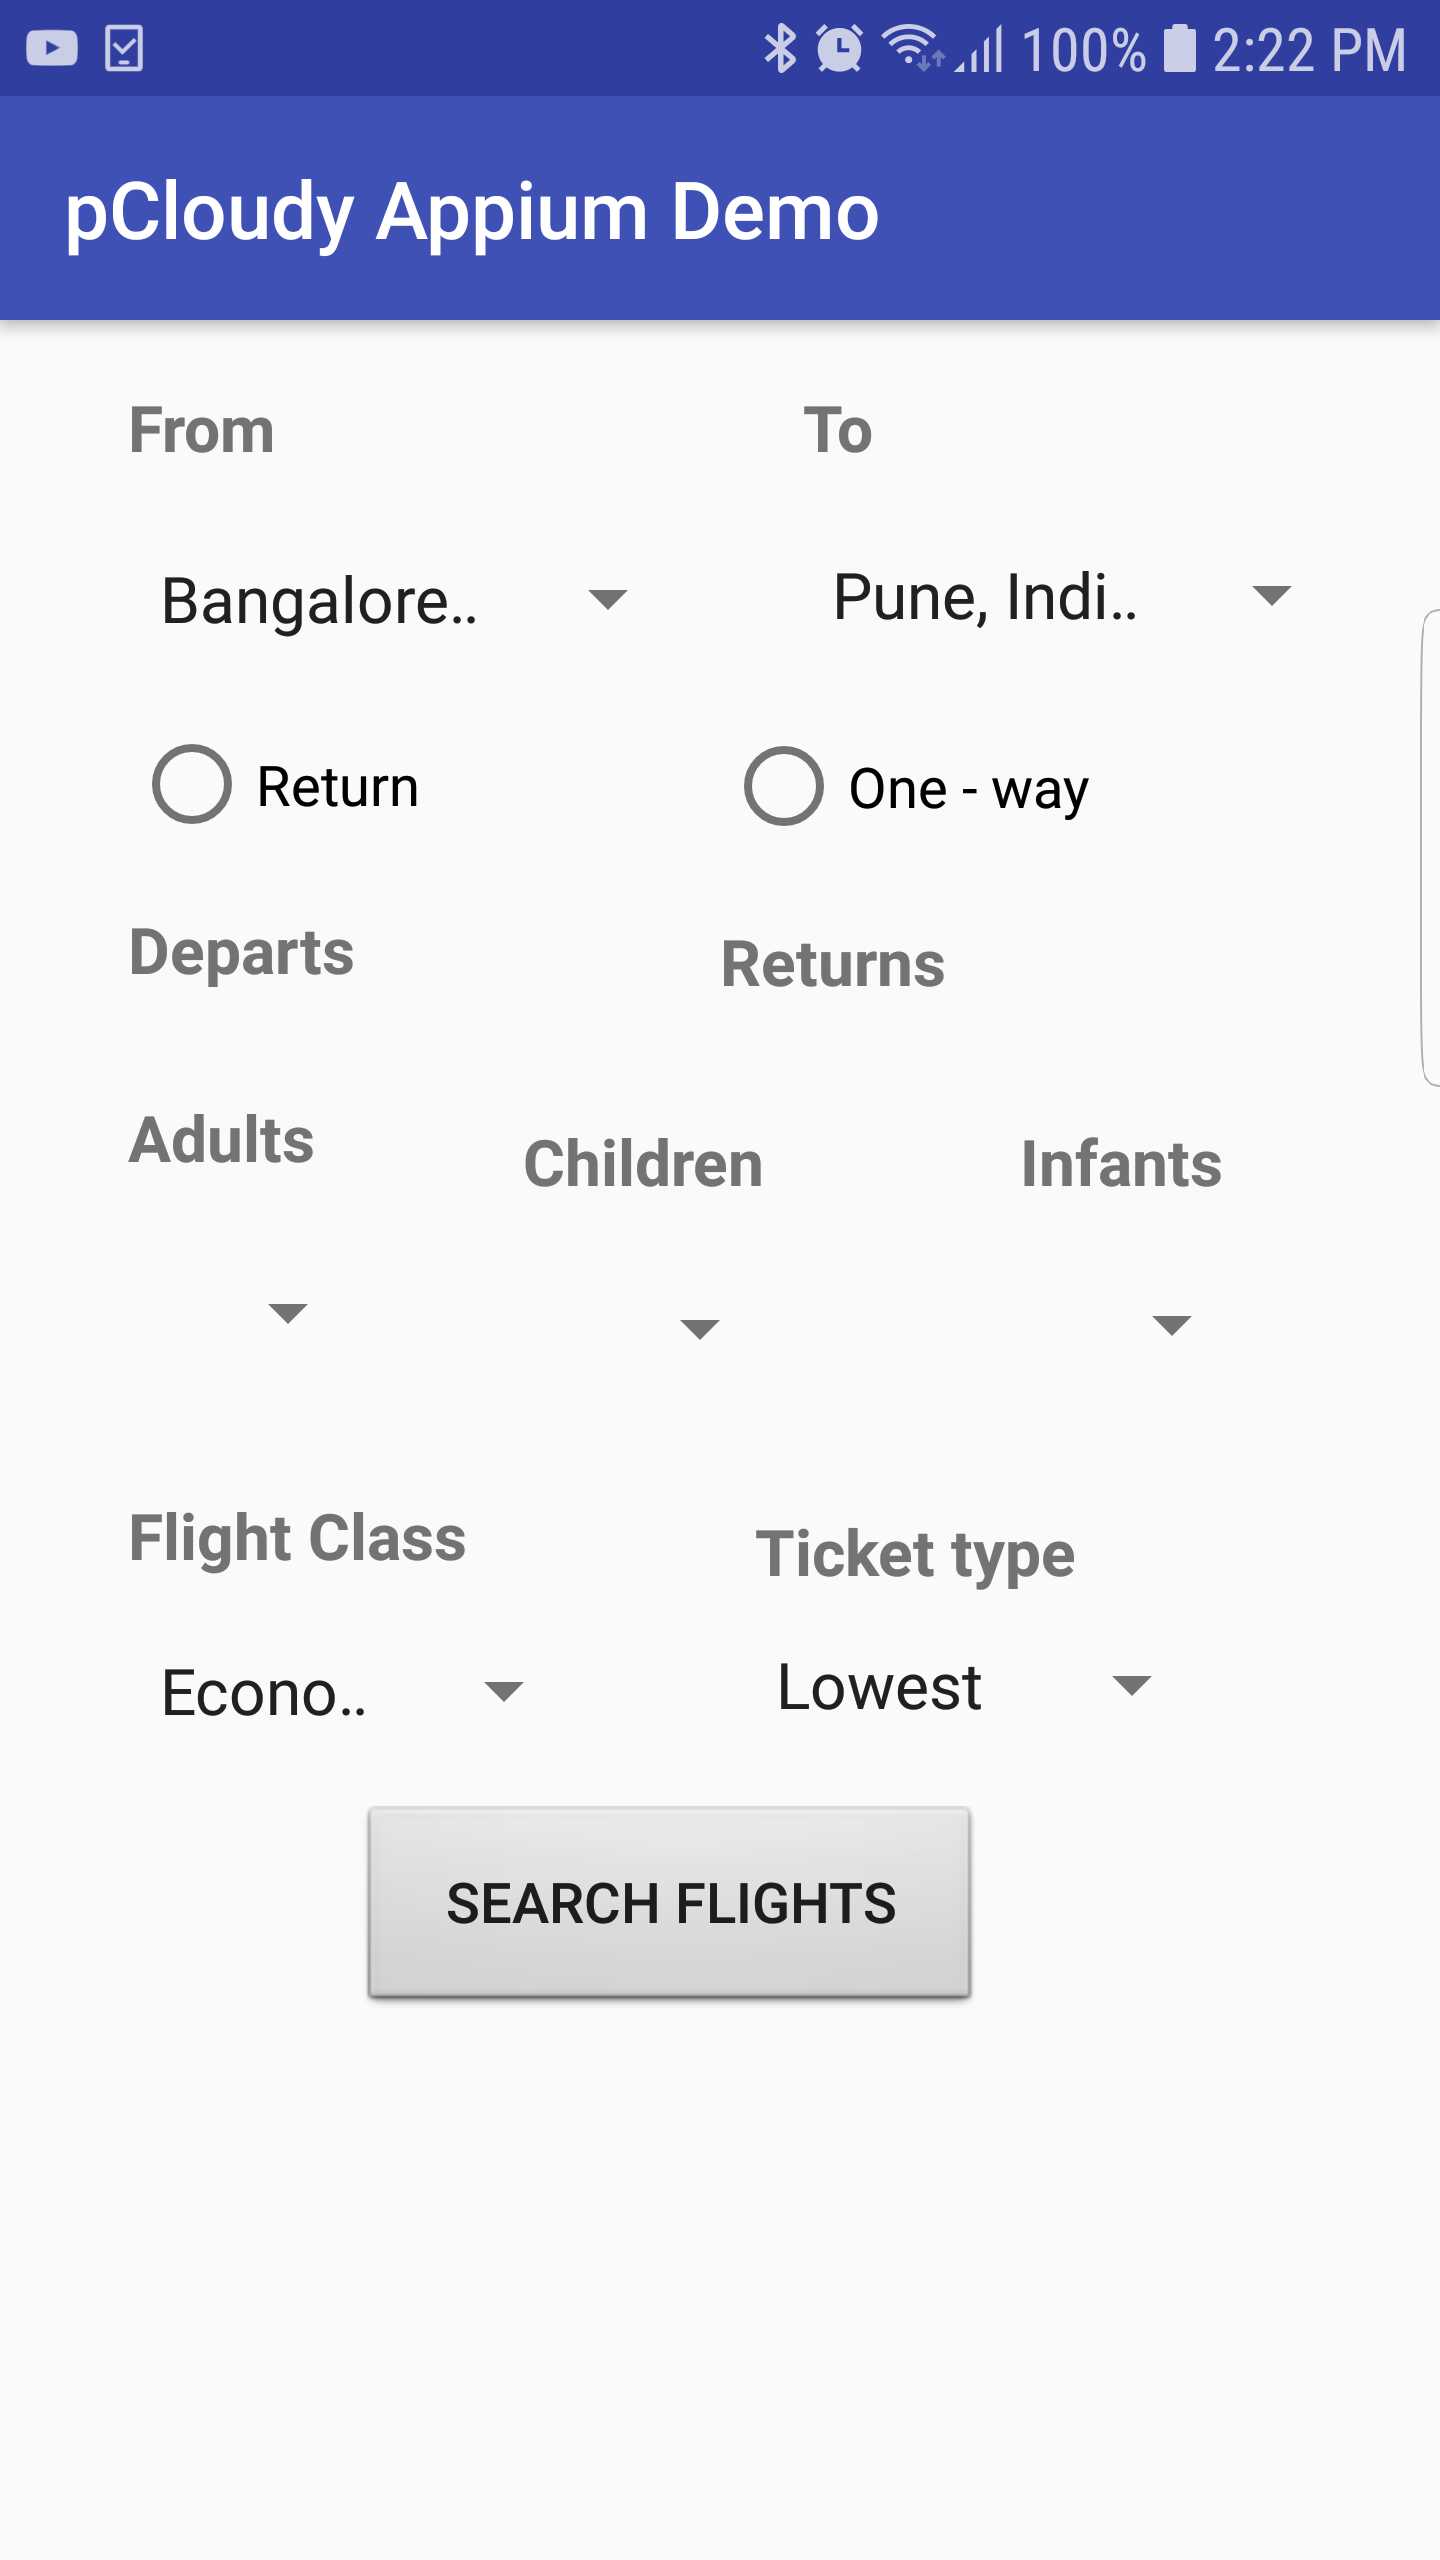 100% 2:22 PM
pCloudy Appium Demo
From To
Bangalore.. Pune, Indi..
Return One - way
Departs Returns
Adults Children Infants
Flight Class Ticket type
Econo.. Lowest
SEARCH FLIGHTS